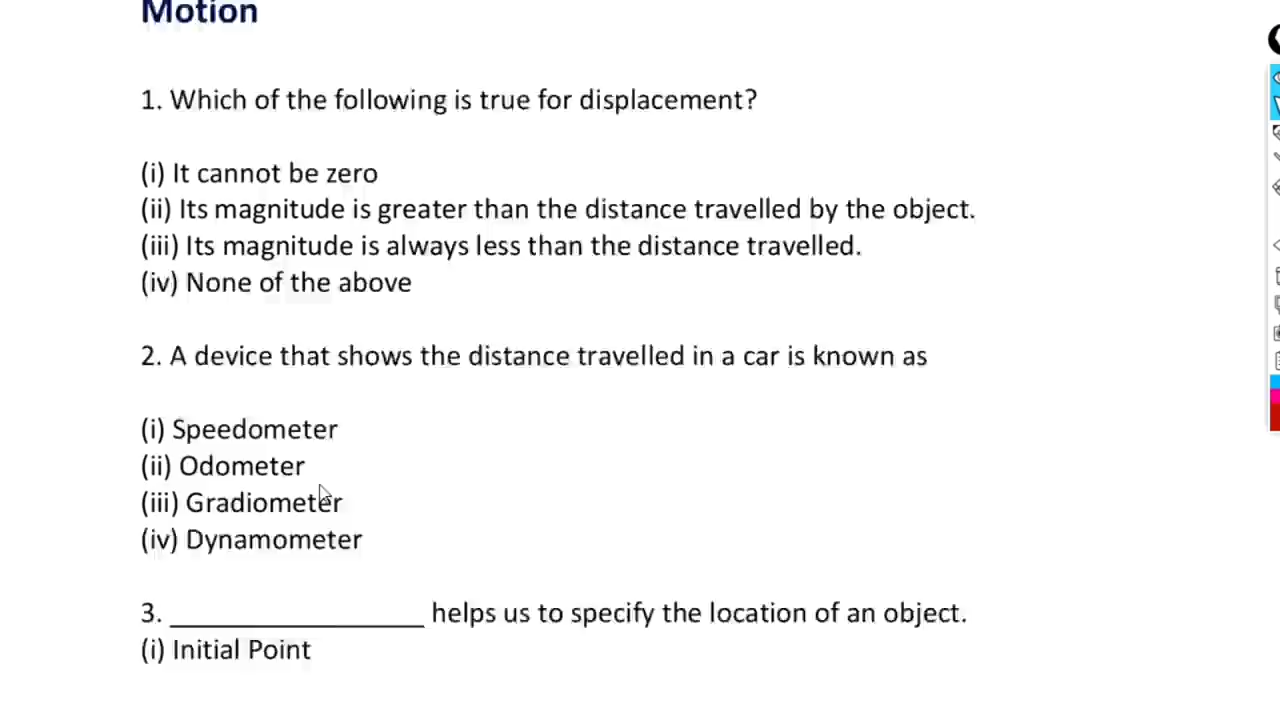 Motion
1. Which of the following is true for displacement?
(i) It cannot be zero
(ii) Its magnitude is greater than the distance travelled by the object.
(iii) Its magnitude is always less than the distance travelled.
(iv) None of the above
2. A device that shows the distance travelled in a car is known as
(i) Speedometer
(ii) Odometer
(iii) Gradiometer
(iv) Dynamometer
3. __________________ helps us to specify the location of an object.
(i) Initial Point